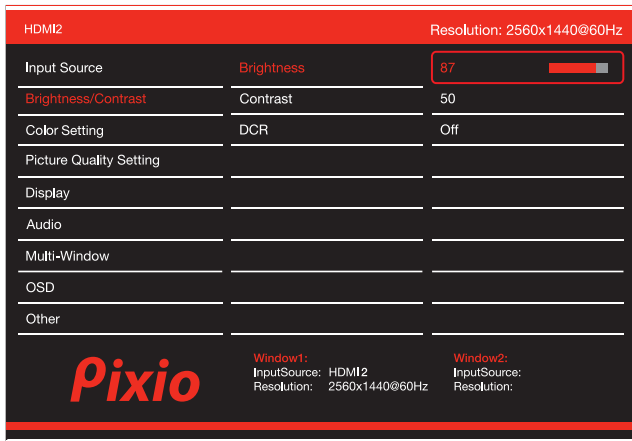 HDMI2 Resolution: 2560x1440@60Hz
Input Source Brightness 87
Brightness/Contrast Contrast 50
Color Setting DCR Off
Picture Quality Setting
Display
Audio
Multi-Window
OSD
Other
Pixio
Window1: Window2:
InputSource: HDMI2 InputSource:
Resolution: 2560x1440@60Hz Resolution: